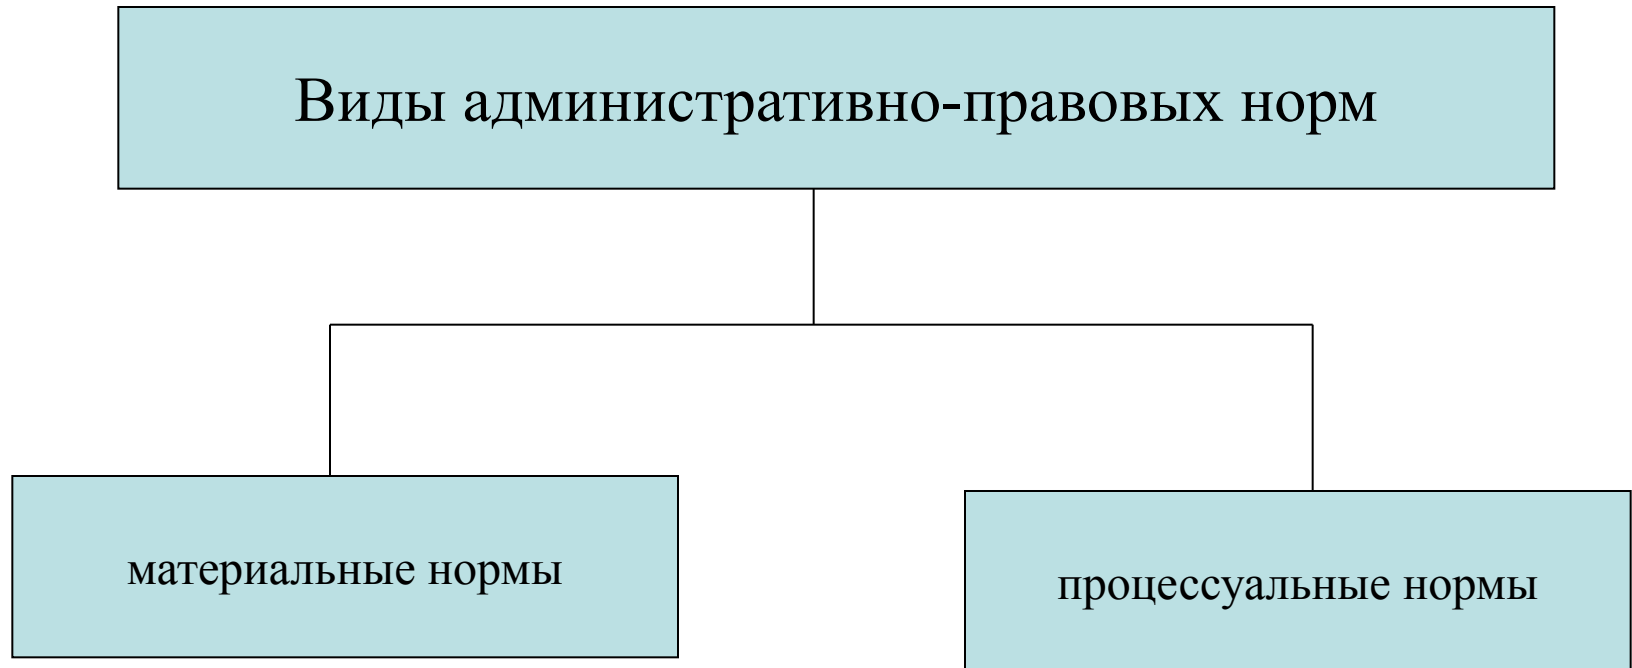 Виды административно-правовых норм
материальные нормы
процессуальные нормы